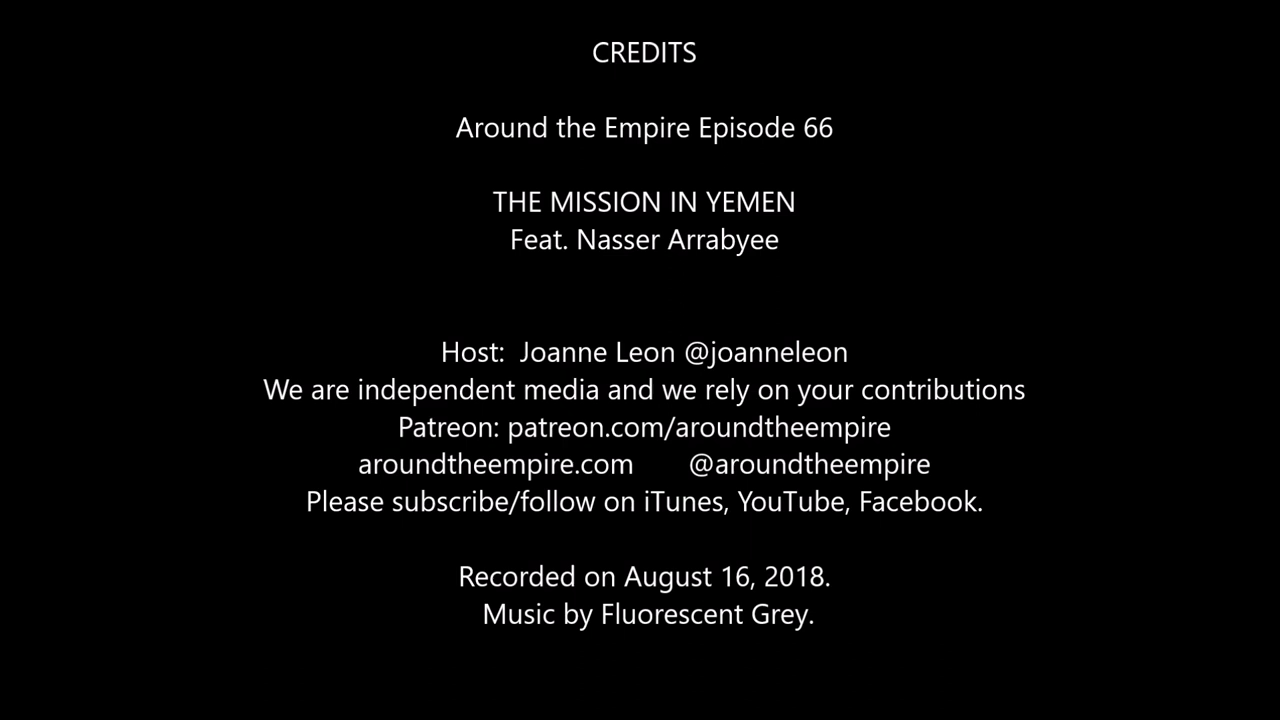 CREDITS
Around the Empire Episode 66
THE MISSION IN YEMEN
Feat. Nasser Arrabyee
Host:  Joanne Leon @joanneleon
We are independent media and we rely on your contributions
Patreon: patreon.com/aroundtheempire
aroundtheempire.com       @aroundtheempire
Please subscribe/follow on iTunes, YouTube, Facebook.
Recorded on August 16, 2018.
Music by Fluorescent Grey.